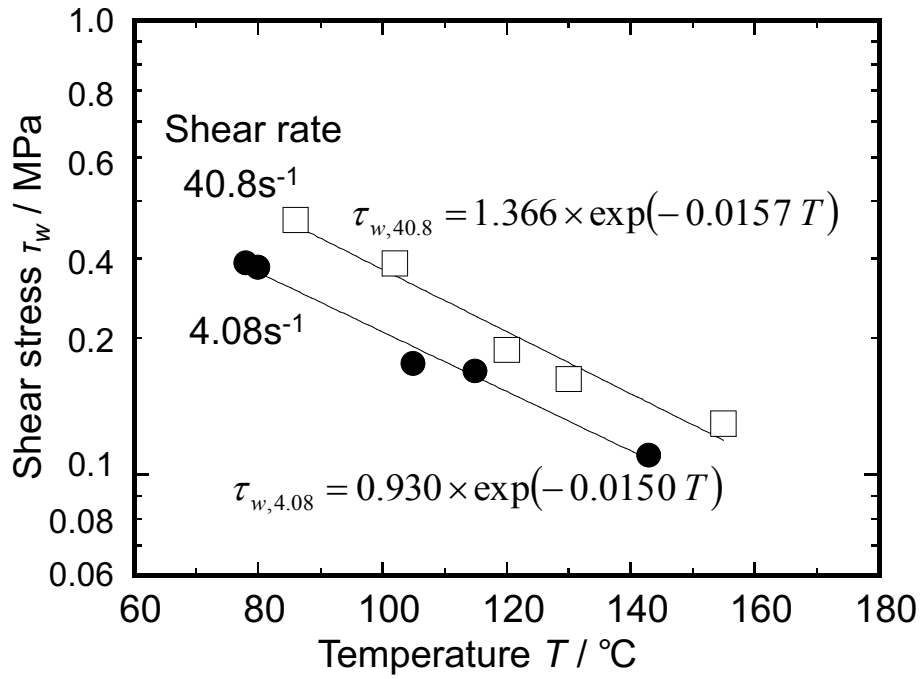 Shear stress τw / MPa
1.0
0.8
0.6
0.4
0.2
0.1
0.08
0.06
Shear rate
40.8s-1
τw,40.8 = 1.366 × exp(−0.0157 T)
4.08s-1
τw,4.08 = 0.930 × exp(−0.0150 T)
60 80 100 120 140 160 180
Temperature T / °C